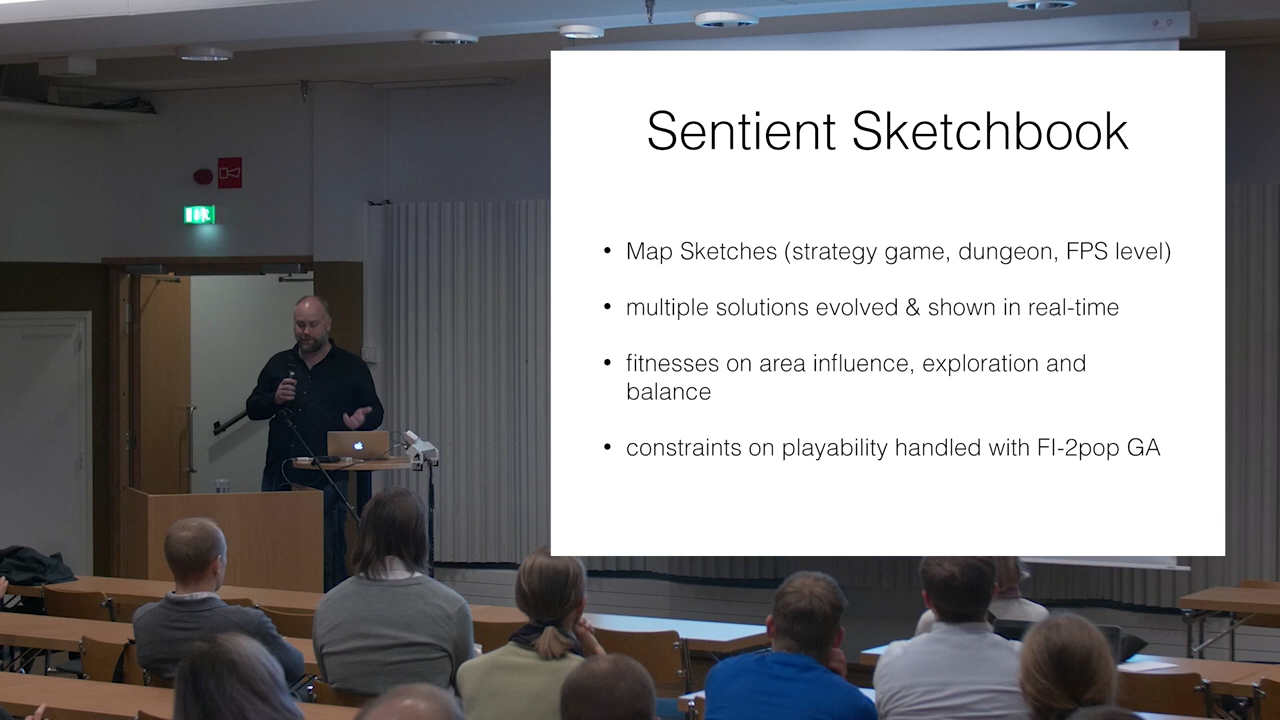 Sentient Sketchbook
• Map Sketches (strategy game, dungeon, FPS level)
• multiple solutions evolved & shown in real-time
• fitnesses on area influence, exploration and
balance
• constraints on playability handled with FI-2pop GA